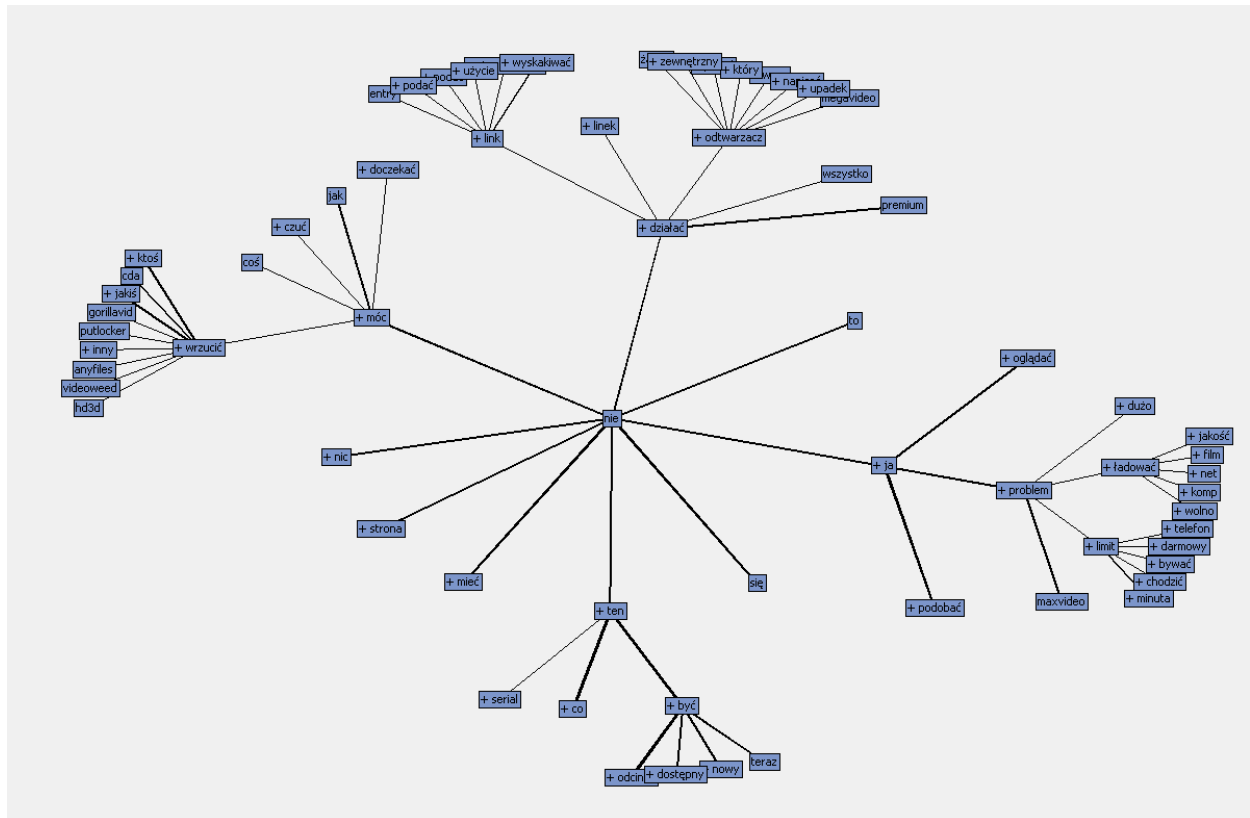 + wyskakiwać
+ zewnętrzny
+ użycie
+ który
+ podać
+ upadek
entry
megavideo
+ linek
+ link
+ odtwarzacz
+ doczekać
wszystko
jak
premium
+ czuć
+ działać
+ ktoś
coś
cda
+ jakiś
gorillavid
+ móc
to
putlocker
+ inny
+ wrzucić
+ oglądać
anyfiles
videoweed
hd3d
+ dużo
nie
+ jakość
+ nic
+ film
+ ja
+ ładować
+ net
+ problem
+ komp
+ wolno
+ strona
+ telefon
+ limit
+ darmowy
+ bywać
+ mieć
się
+ chodzić
+ minuta
maxvideo
+ ten
+ podobać
+ serial
+ co
+ być
teraz
nowy
+ dostępny